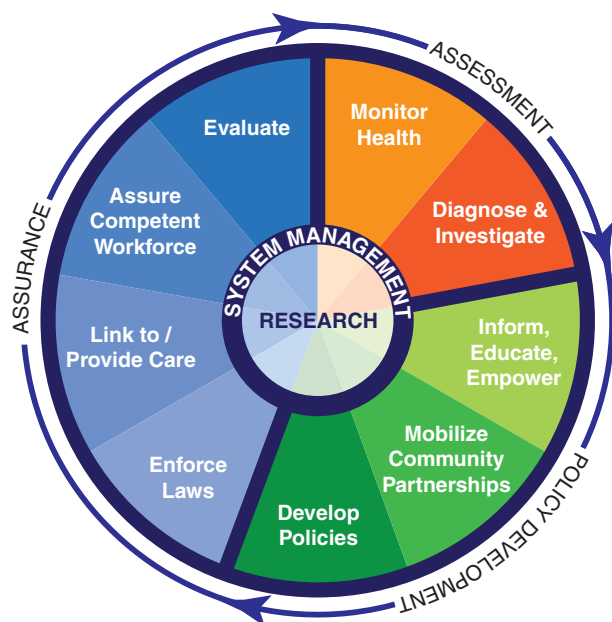 ASSESSMENT
Monitor
Health
Diagnose &
Investigate
POLICY DEVELOPMENT
Inform,
Educate,
Empower
Mobilize
Community
Partnerships
Develop
Policies
ASSURANCE
Enforce
Laws
Link to /
Provide Care
Assure
Competent
Workforce
Evaluate
SYSTEM MANAGEMENT
RESEARCH